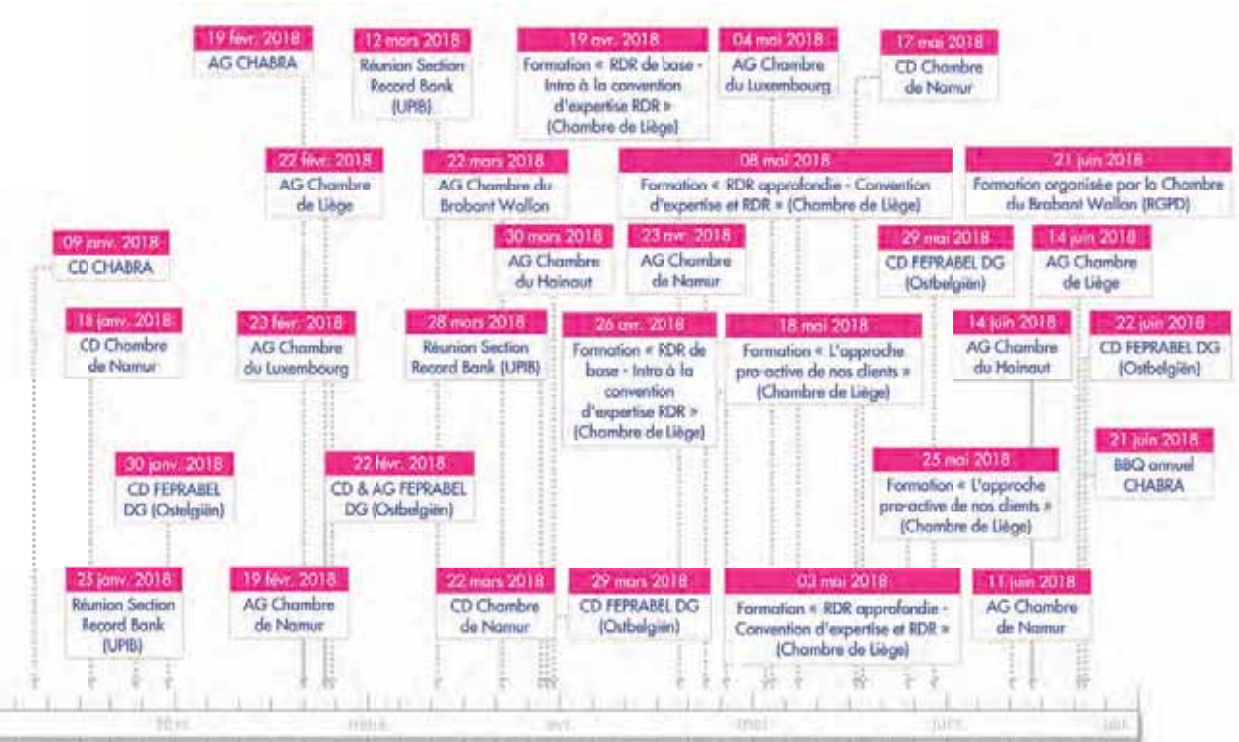 19 févr. 2018
AG CHABRA
12 mars 2018
Réunion Section
Record Bank
(UPIB)
19 avr. 2018
Formation « RDR de base -
Intro à la convention
d'expertise RDR »
(Chambre de Liège)
04 mai 2018
AG Chambre
du Luxembourg
17 mai 2018
CD Chambre
de Namur
22 févr. 2018
AG Chambre
de Liège
22 mars 2018
AG Chambre du
Brabant Wallon
08 mai 2018
Formation « RDR approfondie - Convention
d'expertise et RDR » (Chambre de Liège)
21 juin 2018
Formation organisée par la Chambre
du Brabant Wallon (RGPD)
09 janv. 2018
CD CHABRA
30 mars 2018
AG Chambre
du Hainaut
23 avr. 2018
AG Chambre
de Namur
29 mai 2018
CD FEPRABEL DG
(Ostbelgiën)
14 juin 2018
AG Chambre
de Liège
18 janv. 2018
CD Chambre
de Namur
23 févr. 2018
AG Chambre
du Luxembourg
28 mars 2018
Réunion Section
Record Bank (UPIB)
26 avr. 2018
Formation « RDR de
base - Intro à la
convention
d'expertise RDR »
(Chambre de Liège)
18 mai 2018
Formation « L'approche
pro-active de nos clients »
(Chambre de Liège)
14 juin 2018
AG Chambre
du Hainaut
22 juin 2018
CD FEPRABEL DG
(Ostbelgiën)
30 janv. 2018
CD FEPRABEL
DG (Ostelgiën)
22 févr. 2018
CD & AG FEPRABEL
DG (Ostbelgiën)
25 mai 2018
Formation « L'approche
pro-active de nos clients »
(Chambre de Liège)
21 juin 2018
BBQ annuel
CHABRA
25 janv. 2018
Réunion Section
Record Bank
(UPIB)
19 févr. 2018
AG Chambre
de Namur
22 mars 2018
CD Chambre
de Namur
29 mars 2018
CD FEPRABEL DG
(Ostbelgiën)
03 mai 2018
Formation « RDR approfondie -
Convention d'expertise et RDR »
(Chambre de Liège)
11 juin 2018
AG Chambre
de Namur
févr. mars avr. mai juin juil.